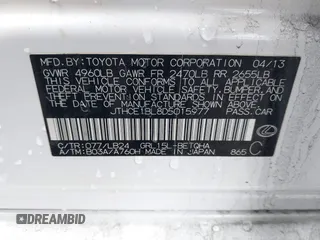 MFD. BY: TOYOTA MOTOR CORPORATION 04/13
GVWR 4960LB GAWR FR 2470LB RR 2655LB
THIS VEHICLE CONFORMS TO ALL APPLICABLE
FEDERAL MOTOR VEHICLE SAFETY, BUMPER, AND
THEFT PREVENTION STANDARDS IN EFFECT ON
THE DATE OF MANUFACTURE SHOWN ABOVE.
JTHCE1BL8D5015977 PASS. CAR
C/TR: 077/LB24 GRL15L-BETQHA
A/TM: B03A/A760H MADE IN JAPAN 865 C
DEALERS AUCTION